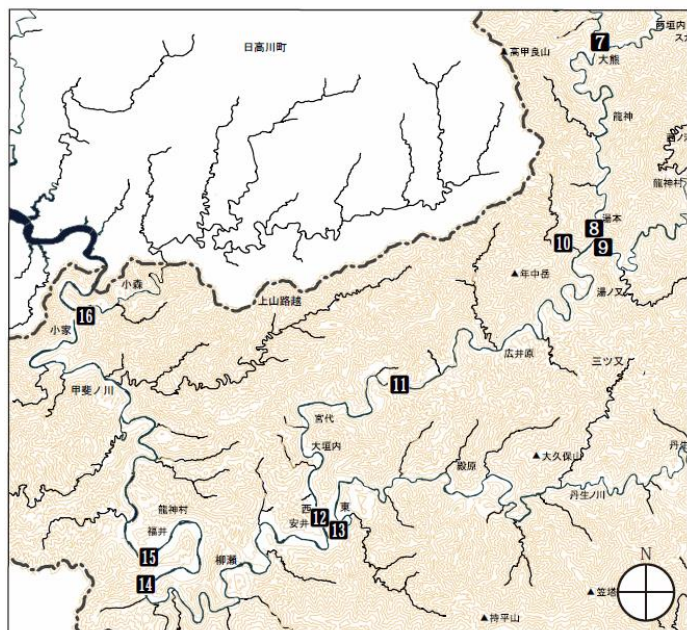 日高川町
高甲良山
7
大熊
龍神
龍神村
湯本
8
9
10
年中岳
湯ノ又
小森
上山路越
16
小家
広井原
三ツ又
甲斐ノ川
11
宮代
大垣内
大久保山
殿原
丹生ノ川
龍神村
西
東
12
13
福井
安井
15
柳瀬
14
N
笠塔
持平山